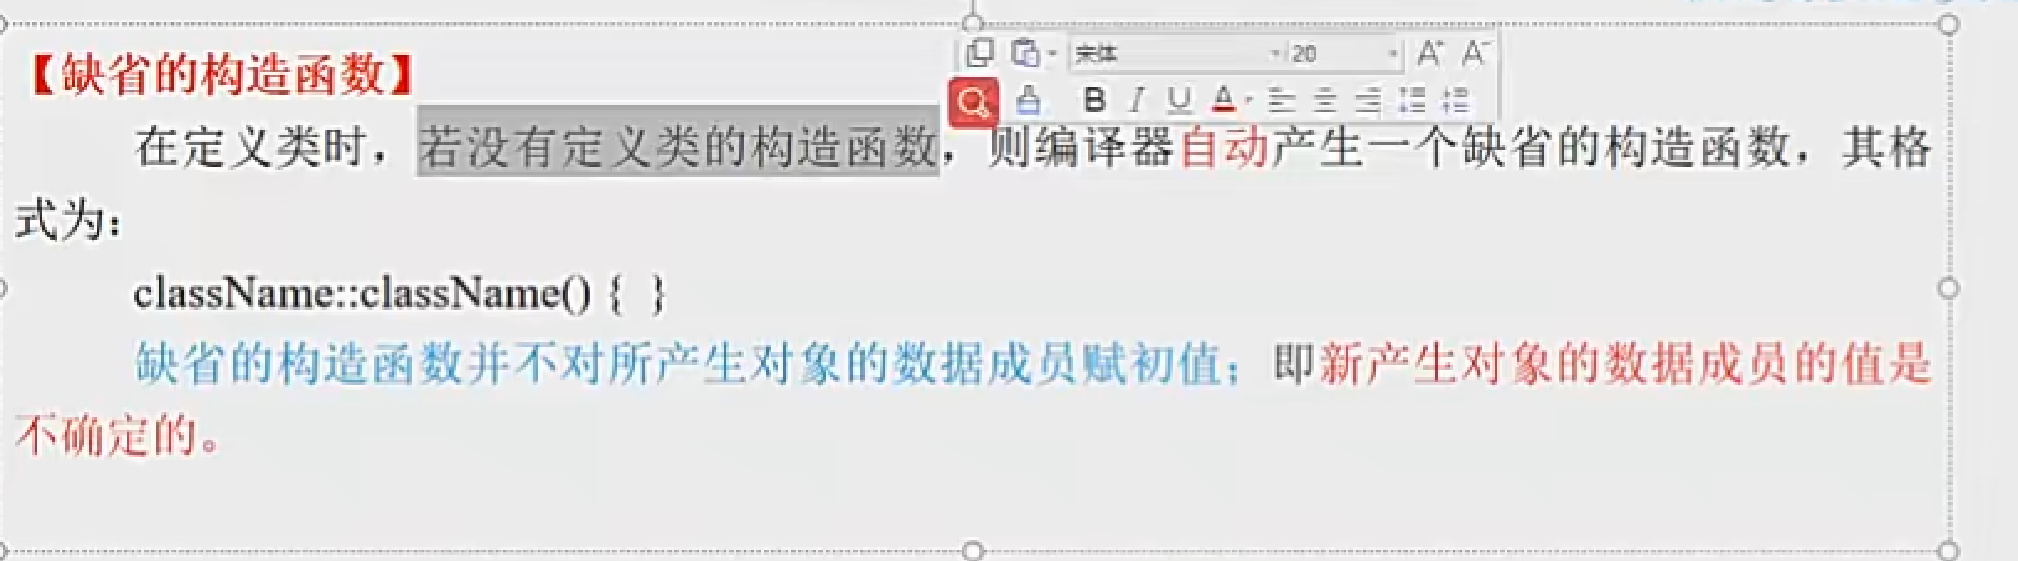 【缺省的构造函数】
宋体 20 A+ A-
B I U A
在定义类时，若没有定义类的构造函数，则编译器自动产生一个缺省的构造函数，其格
式为：
className::className() { }
缺省的构造函数并不对所产生对象的数据成员赋初值；即新产生对象的数据成员的值是
不确定的。